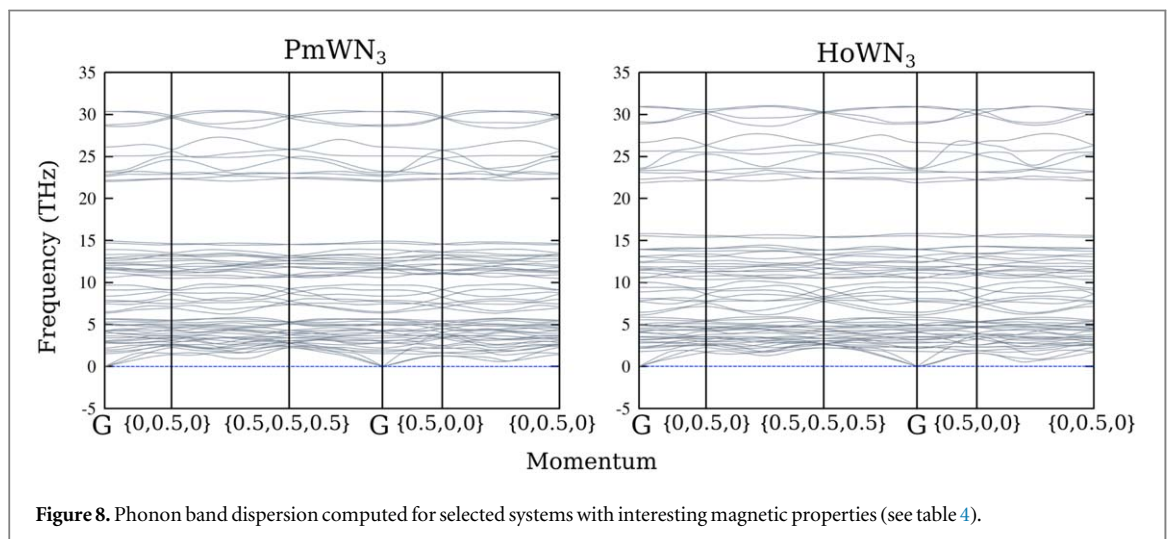 PmWN₃
HoWN₃
35
30
25
20
15
10
5
0
-5
35
30
25
20
15
10
5
0
-5
Frequency (THz)
G {0,0.5,0} {0.5,0.5,0.5} G {0.5,0,0} {0,0.5,0}
G {0,0.5,0} {0.5,0.5,0.5} G {0.5,0,0} {0,0.5,0}
Momentum
Figure 8. Phonon band dispersion computed for selected systems with interesting magnetic properties (see table 4).